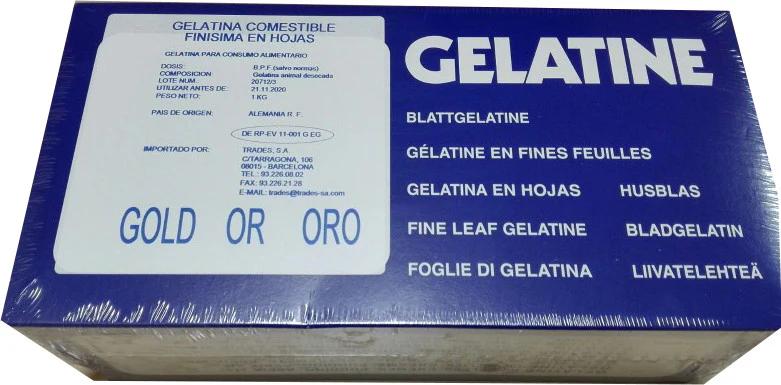 GELATINA COMESTIBLE
FINISIMA EN HOJAS
GELATINA PARA CONSUMO ALIMENTARIO
DOSIS: B.P.F.(salvo normas)
COMPOSICION: Gelatina animal desecada
LOTE NUM.: 20712/3
UTILIZAR ANTES DE: 21.11.2020
PESO NETO: 1 KG
PAIS DE ORIGEN: ALEMANIA R. F.
DE RP-EV 11-001 G EG
IMPORTADO POR: TRADES, S.A.
C/TARRAGONA, 106
08015 - BARCELONA
TEL.: 93.226.08.02
FAX: 93.226.21.28
E-MAIL: trades@trades-sa.com
GOLD OR ORO
GELATINE
BLATTGELATINE
GÉLATINE EN FINES FEUILLES
GELATINA EN HOJAS HUSBLAS
FINE LEAF GELATINE BLADGELATIN
FOGLIE DI GELATINA LIIVATELEHTEÄ